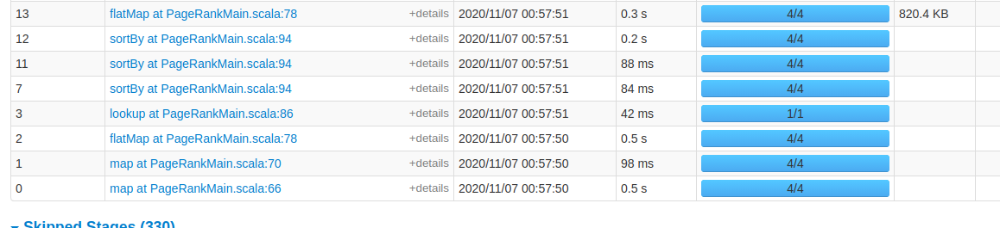 13 flatMap at PageRankMain.scala:78 +details 2020/11/07 00:57:51 0.3 s 4/4 820.4 KB
12 sortBy at PageRankMain.scala:94 +details 2020/11/07 00:57:51 0.2 s 4/4
11 sortBy at PageRankMain.scala:94 +details 2020/11/07 00:57:51 88 ms 4/4
7 sortBy at PageRankMain.scala:94 +details 2020/11/07 00:57:51 84 ms 4/4
3 lookup at PageRankMain.scala:86 +details 2020/11/07 00:57:51 42 ms 1/1
2 flatMap at PageRankMain.scala:78 +details 2020/11/07 00:57:50 0.5 s 4/4
1 map at PageRankMain.scala:70 +details 2020/11/07 00:57:50 98 ms 4/4
0 map at PageRankMain.scala:66 +details 2020/11/07 00:57:50 0.5 s 4/4
Skipped Stages (330)